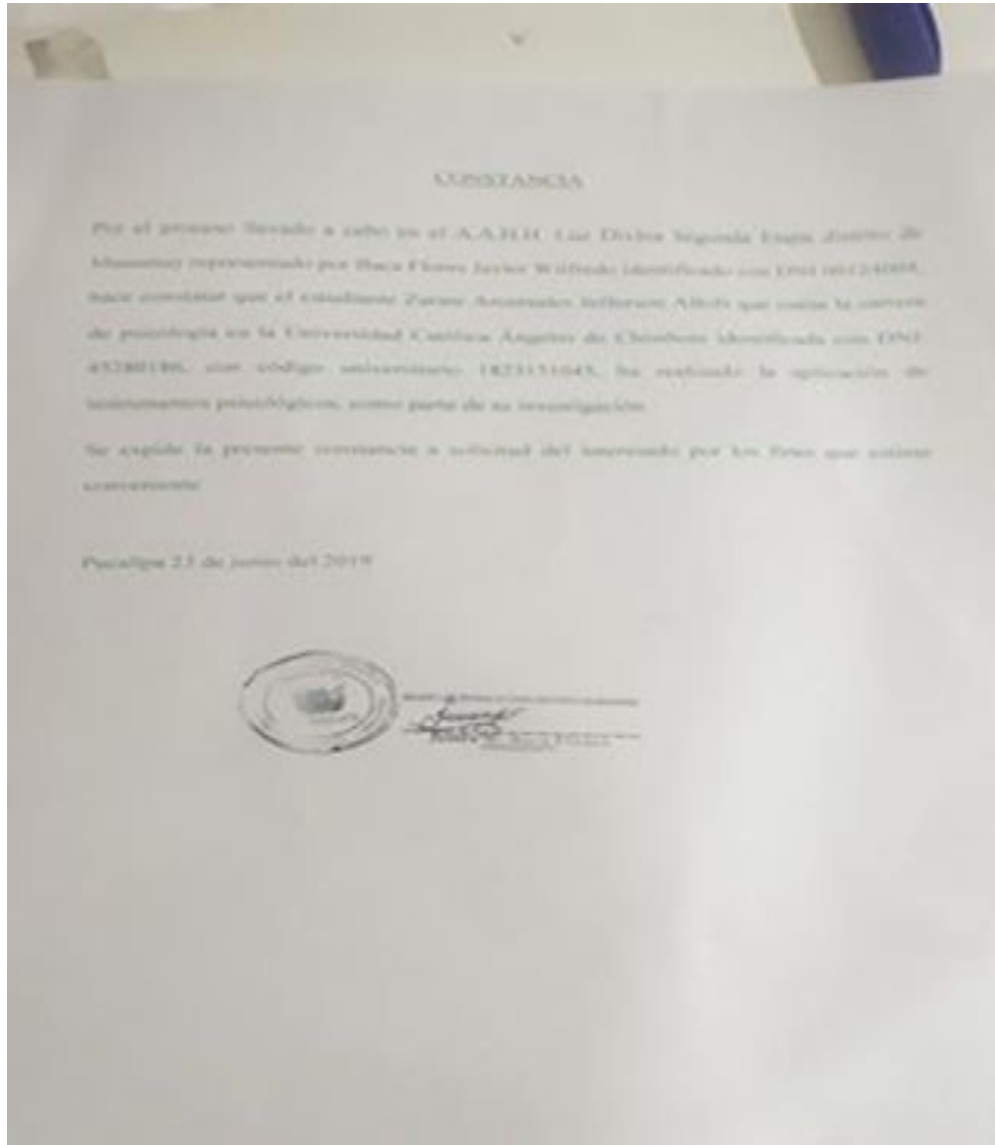 CONSTANCIA
Por el proceso llevado a cabo en el A.A.H.H. Luz Divina Segunda Etapa distrito de
representado por Baca Flores Javier Wilfredo identificado con DNI
hace constatar que el estudiante Jefferson que cursa la carrera
de psicología en la Universidad Católica Ángeles de Chimbote identificada con DNI
con código universitario 1823151045, ha realizado la aplicación de
instrumentos psicológicos, como parte de su investigación.
Se expide la presente constancia a solicitud del interesado por los fines que estime
conveniente
Pucallpa 23 de junio del 2019